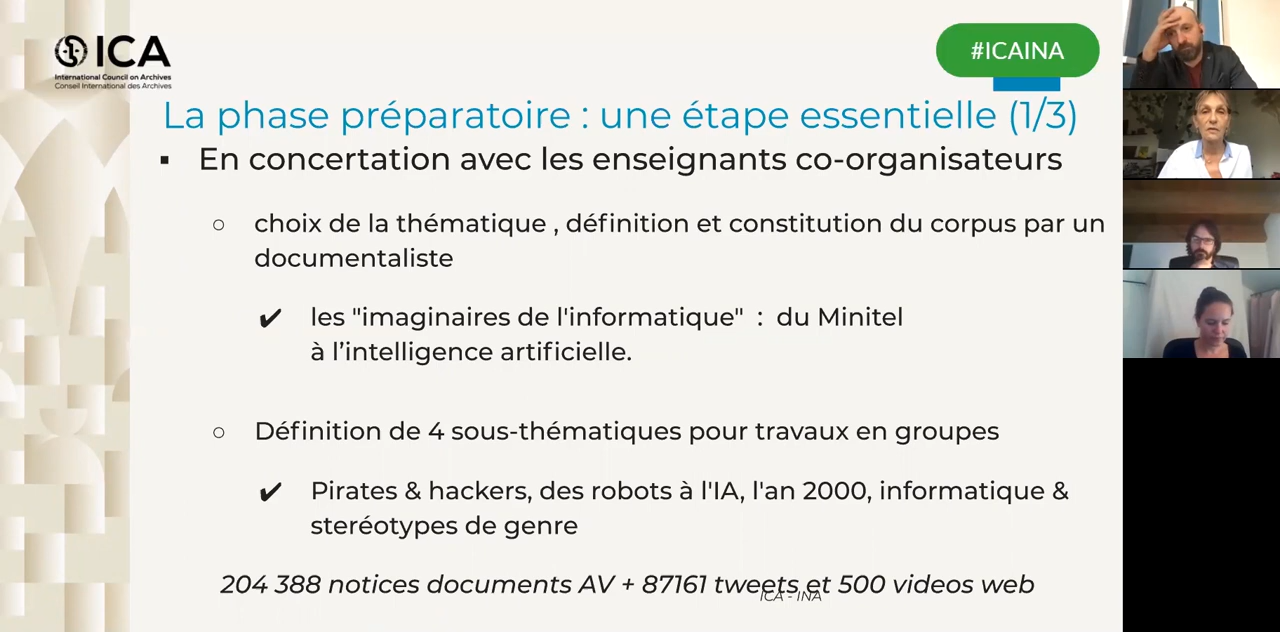 ICA
International Council on Archives
Conseil International des Archives
#ICAINA
La phase préparatoire : une étape essentielle (1/3)
▪ En concertation avec les enseignants co-organisateurs
○ choix de la thématique , définition et constitution du corpus par un
documentaliste
✔ les "imaginaires de l'informatique" : du Minitel
à l’intelligence artificielle.
○ Définition de 4 sous-thématiques pour travaux en groupes
✔ Pirates & hackers, des robots à l'IA, l'an 2000, informatique &
steréotypes de genre
204 388 notices documents AV + 87161 tweets et 500 videos web
ICA - INA